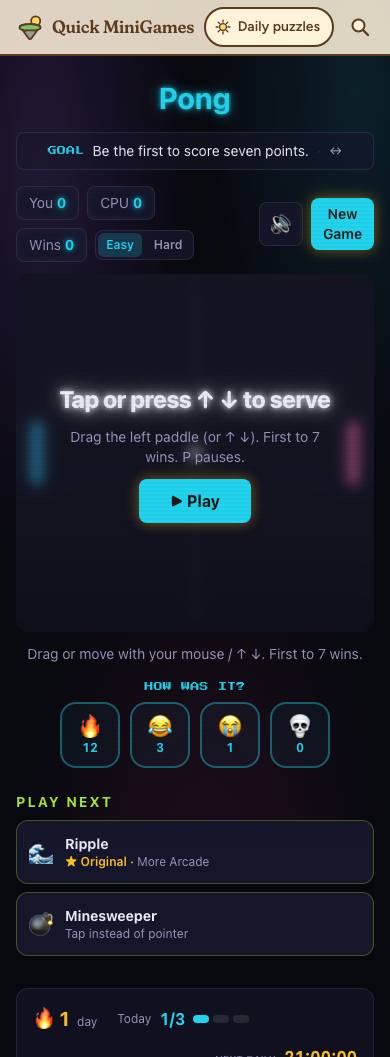 Quick MiniGames
Daily puzzles
Pong
GOAL Be the first to score seven points. · ↔
You 0 CPU 0
Wins 0 Easy Hard
New
Game
Tap or press ↑ ↓ to serve
Drag the left paddle (or ↑ ↓). First to 7
wins. P pauses.
Play
Drag or move with your mouse / ↑ ↓. First to 7 wins.
HOW WAS IT?
12 3 1 0
PLAY NEXT
Ripple
Original · More Arcade
Minesweeper
Tap instead of pointer
1 day Today 1/3
NEXT DAILY 21:00:00